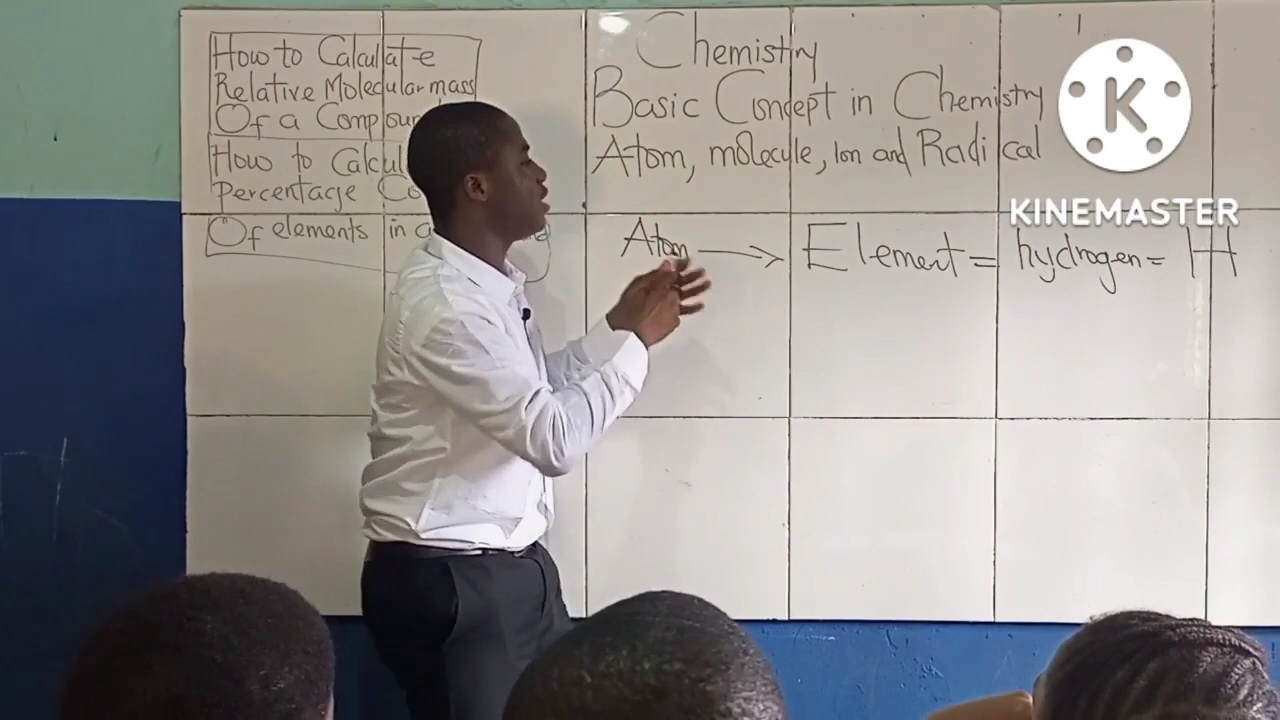 How to Calculate
Relative Molecular mass
Of a
How to
percentage
Of elements in
Chemistry
Basic Concept in Chemistry
Atom, molecule, Ion and Radical
Atom → Element = hydrogen = H
K
KINEMASTER